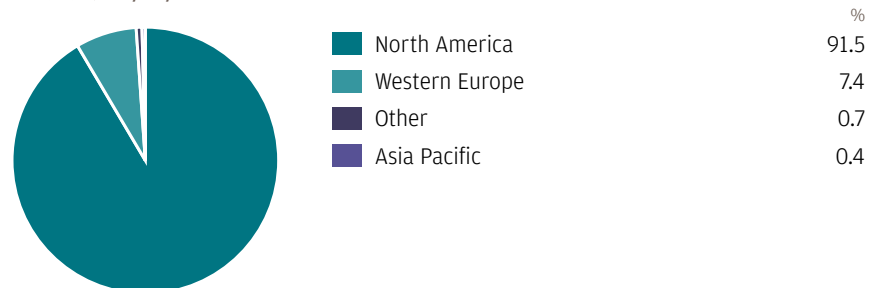 %
North America 91.5
Western Europe 7.4
Other 0.7
Asia Pacific 0.4